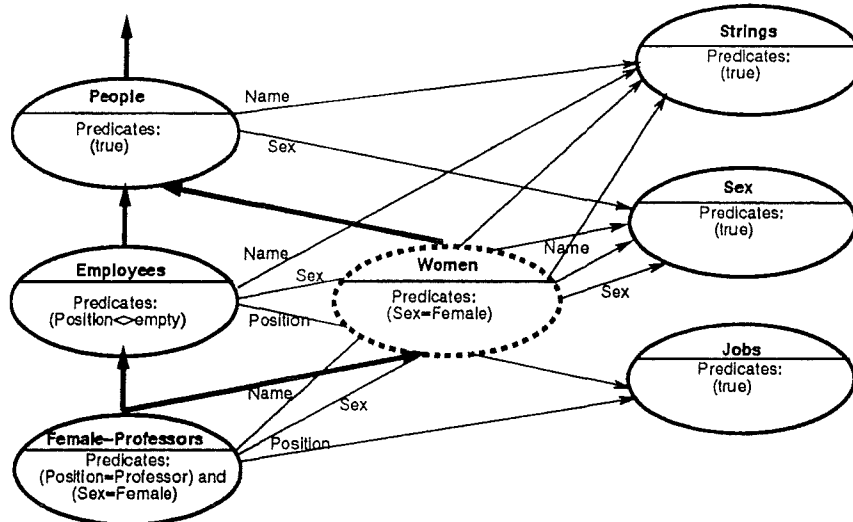 Strings
Predicates:
(true)
People
Predicates:
(true)
Name
Sex
Sex
Predicates:
(true)
Name
Employees
Predicates:
(Position<>empty)
Sex
Position
Women
Predicates:
(Sex=Female)
Name
Sex
Jobs
Predicates:
(true)
Name
Sex
Position
Female-Professors
Predicates:
(Position=Professor) and
(Sex=Female)